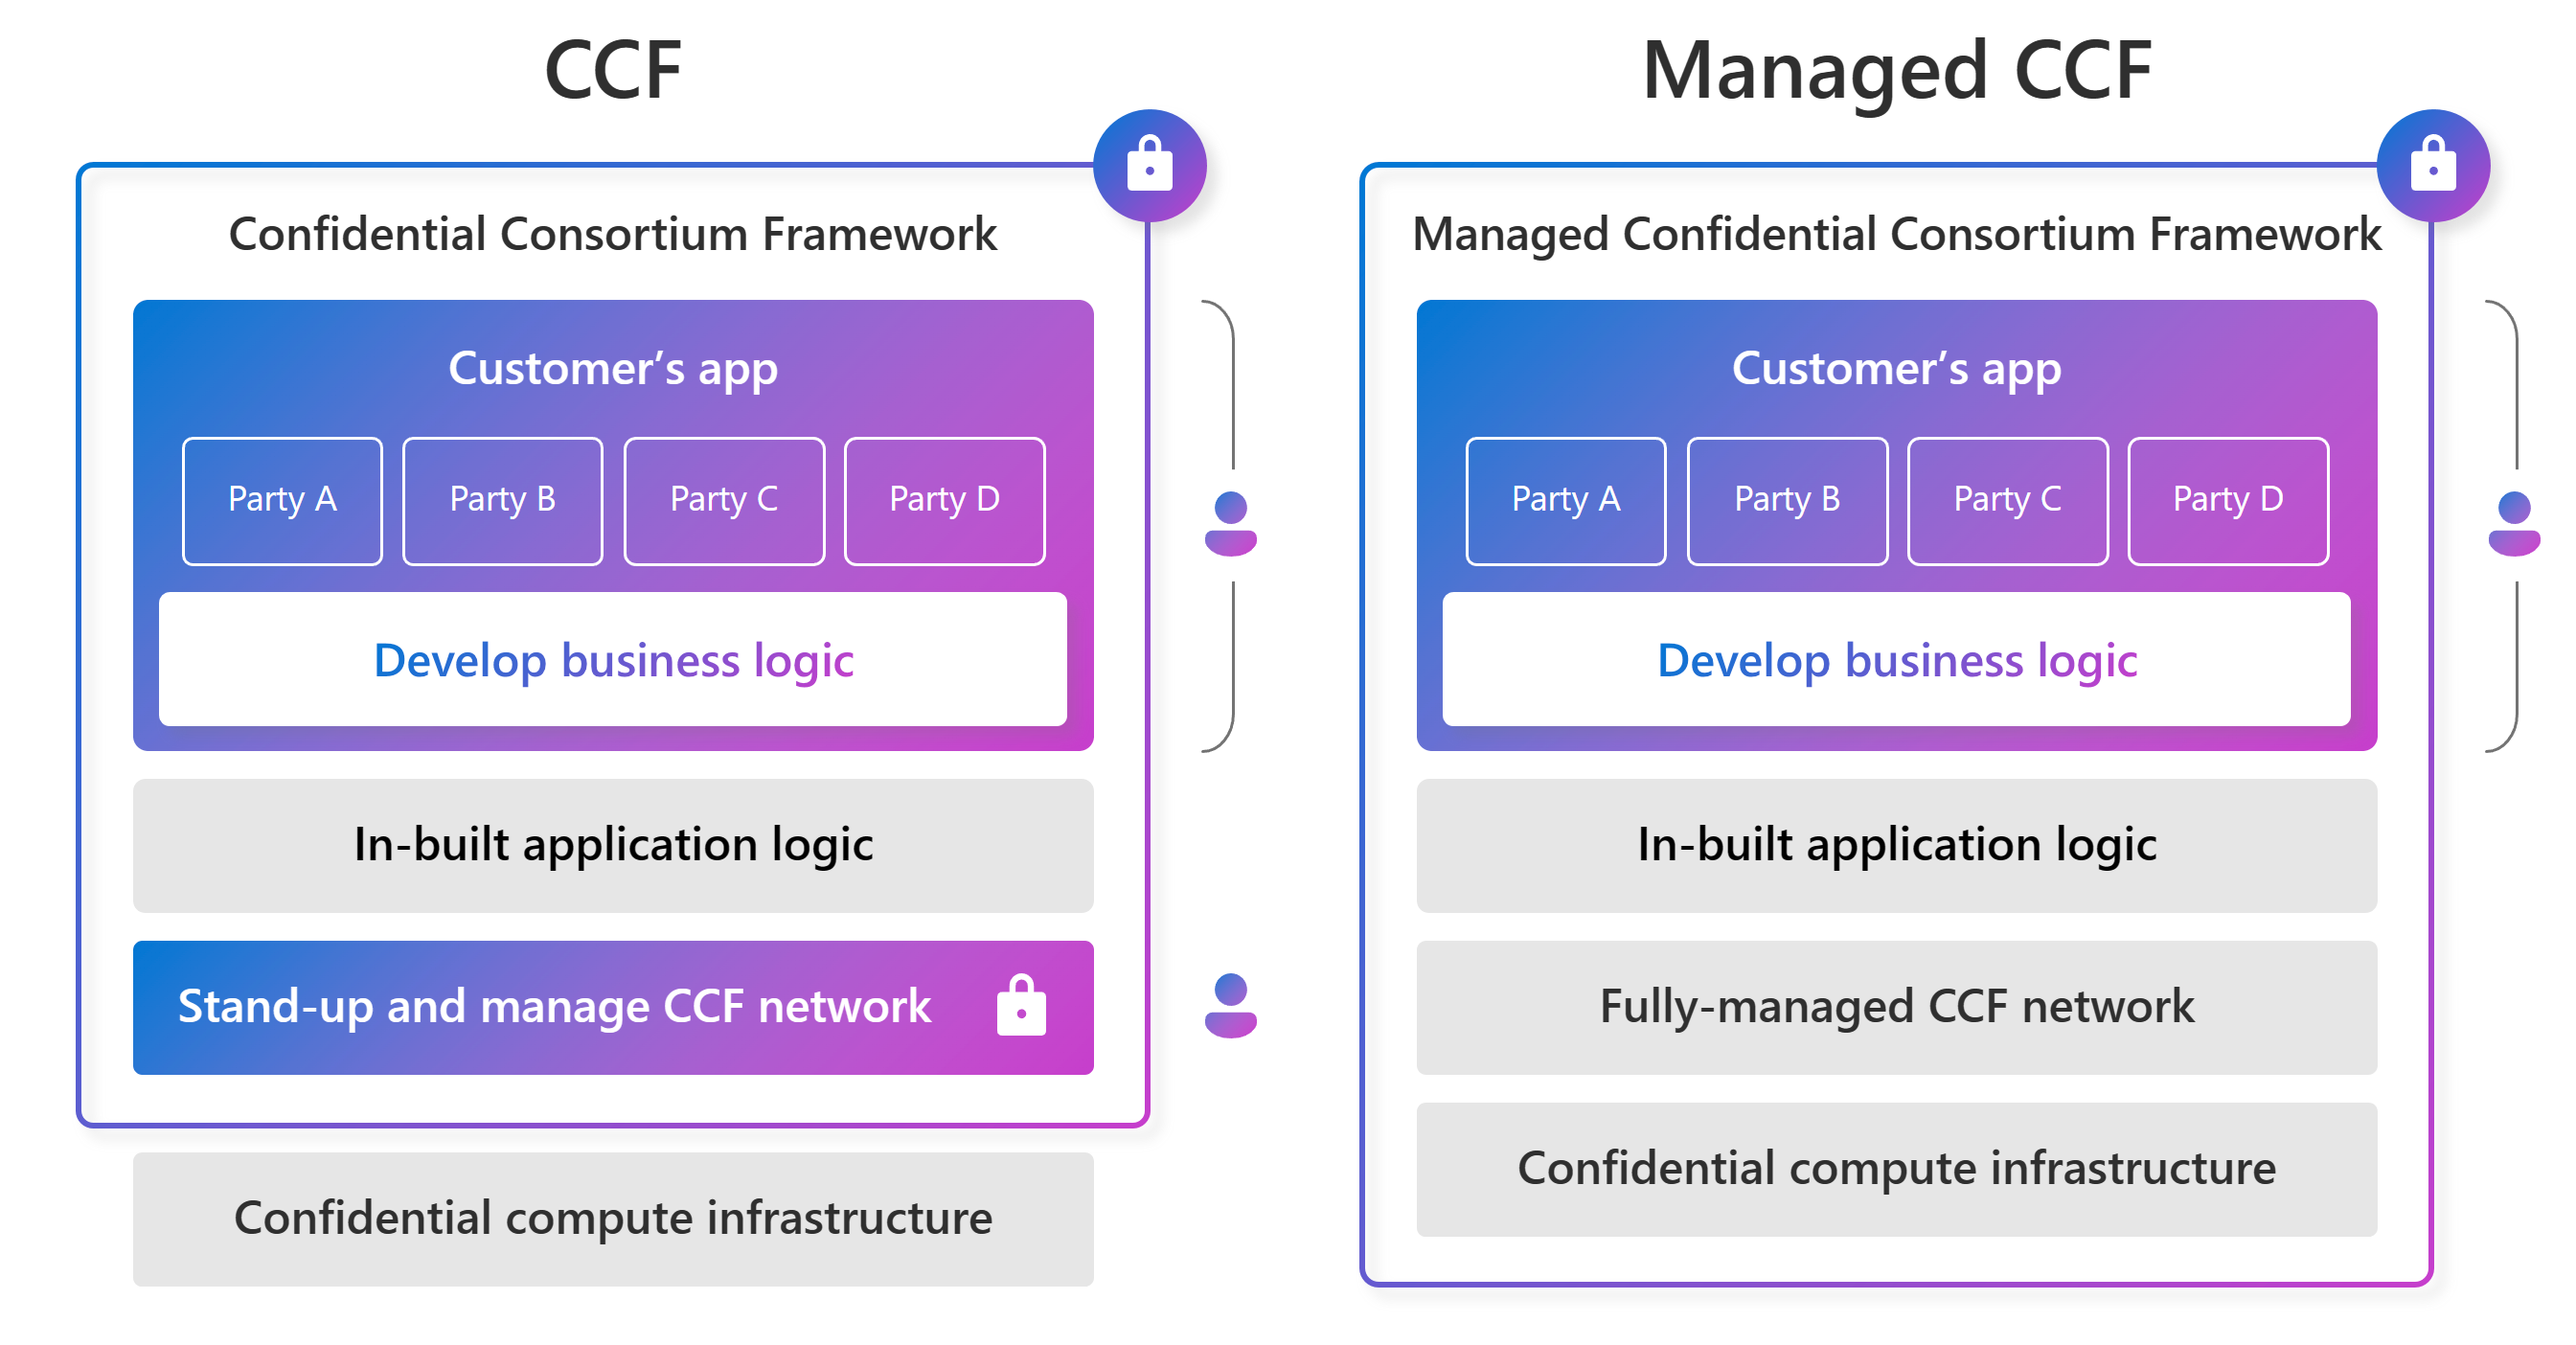 CCF
Confidential Consortium Framework
Customer’s app
Party A
Party B
Party C
Party D
Develop business logic
In-built application logic
Stand-up and manage CCF network
Confidential compute infrastructure
Managed CCF
Managed Confidential Consortium Framework
Customer’s app
Party A
Party B
Party C
Party D
Develop business logic
In-built application logic
Fully-managed CCF network
Confidential compute infrastructure